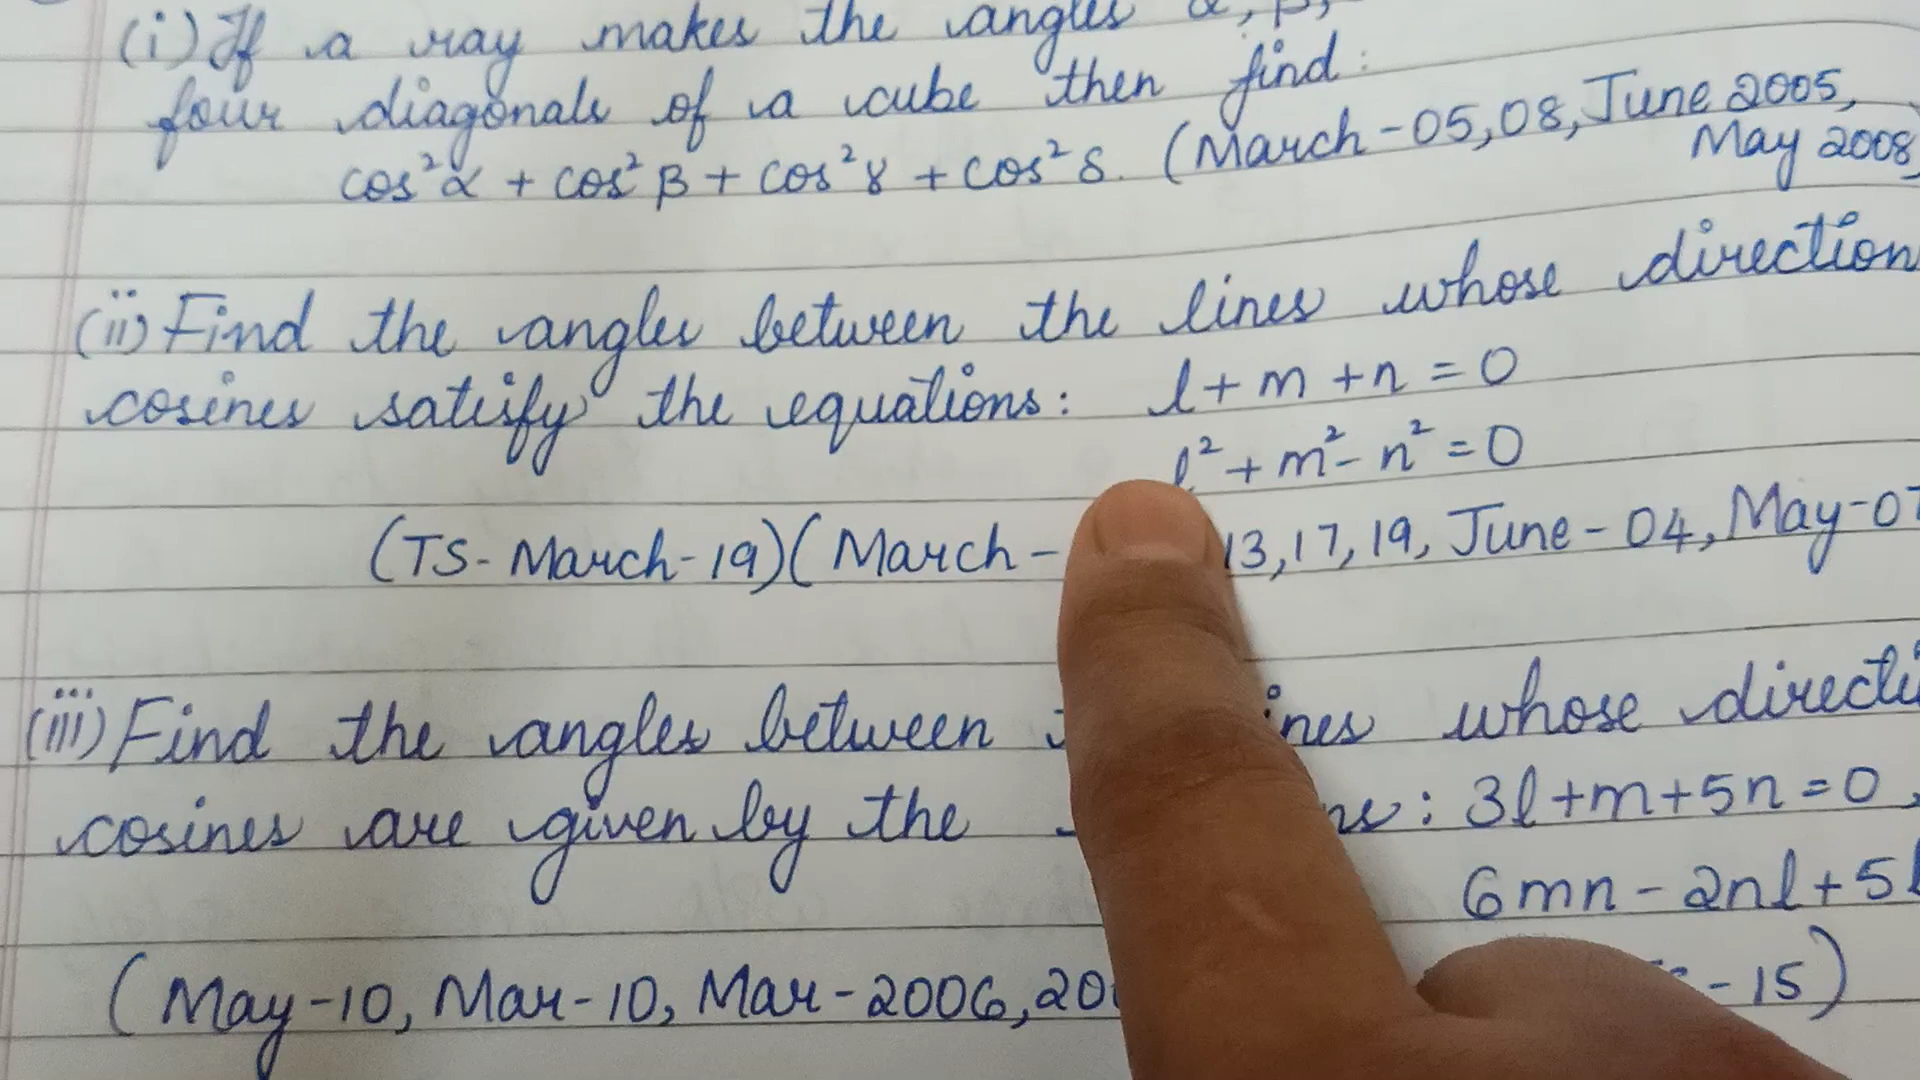 (i) If a ray makes the angles α, β,
four diagonals of a cube then find:
cos²α + cos²β + cos²γ + cos²δ. (March-05,08, June 2005,
May 2008)
(ii) Find the angles between the lines whose direction
cosines satisfy the equations: l+m+n=0
l²+m²-n²=0
(TS-March-19)(March- 13,17,19, June-04, May-07
(iii) Find the angles between whose
cosines are given by the : 3l+m+5n=0,
6mn-2nl+5l
(May-10, Mar-10, Mar-2006, -15)